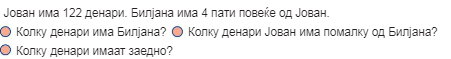 Јован има 122 денари. Билјана има 4 пати повеќе од Јован.
Колку денари има Билјана? Колку денари Јован има помалку од Билјана?
Колку денари имаат заедно?